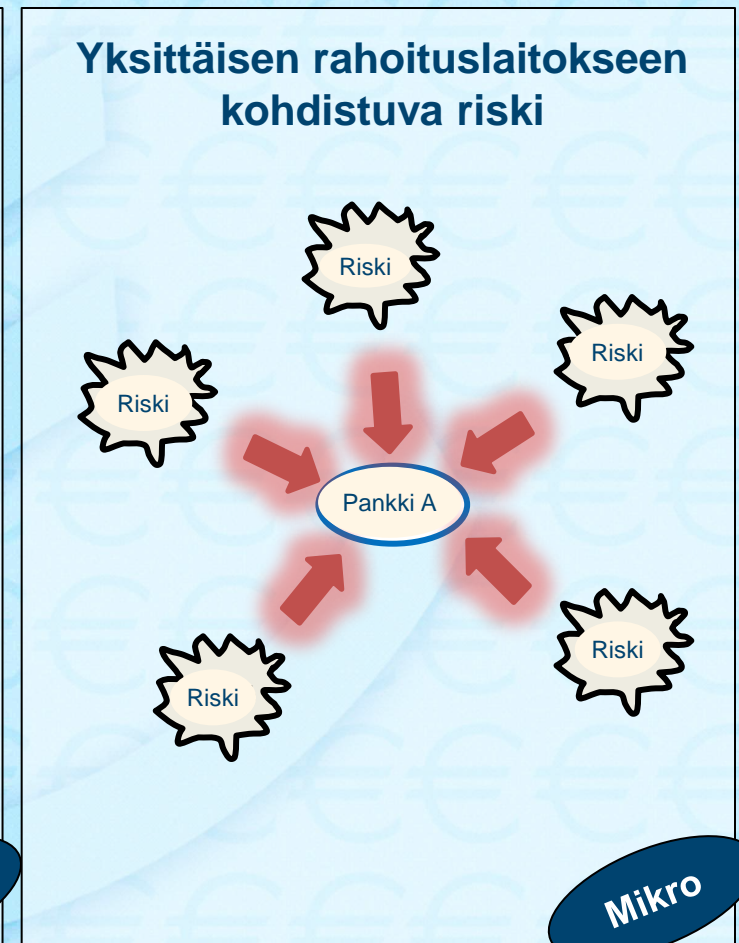 Yksittäisen rahoituslaitokseen
kohdistuva riski
Riski
Riski
Riski
Pankki A
Riski
Riski
Mikro